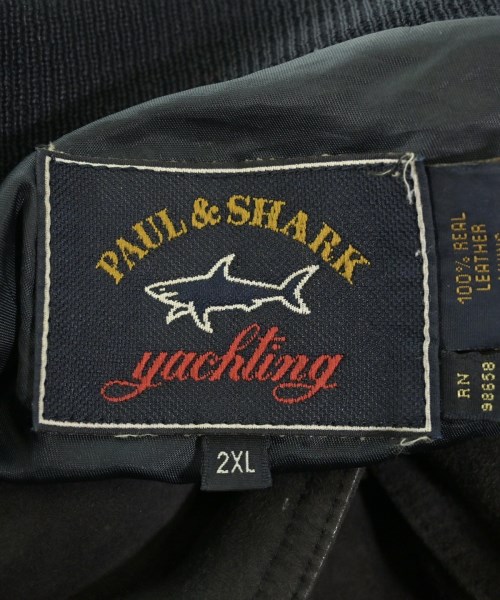 PAUL & SHARK
yachting
2XL
100% REAL
LEATHER
RN
98658